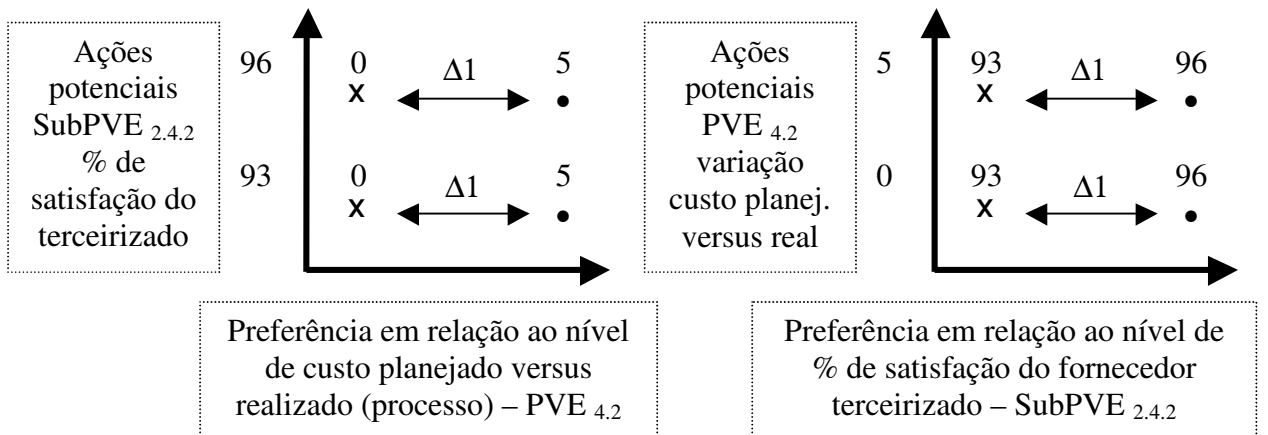 Ações
potenciais
SubPVE 2.4.2
% de
satisfação do
terceirizado
96 0 Δ1 5
x •
93 0 Δ1 5
x •
Preferência em relação ao nível
de custo planejado versus
realizado (processo) – PVE 4.2
Ações
potenciais
PVE 4.2
variação
custo planej.
versus real
5 93 Δ1 96
x •
0 93 Δ1 96
x •
Preferência em relação ao nível de
% de satisfação do fornecedor
terceirizado – SubPVE 2.4.2